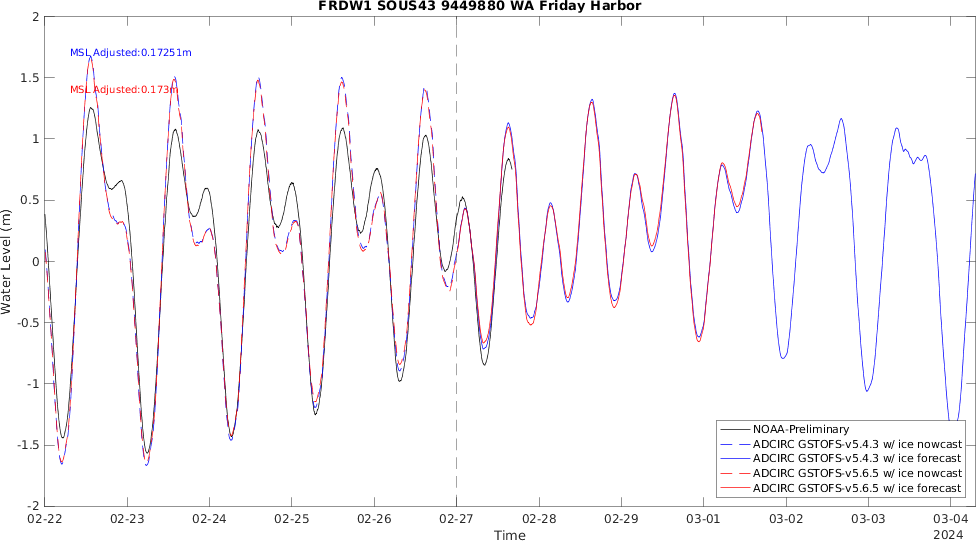 FRDW1 SOUS43 9449880 WA Friday Harbor
2
MSL Adjusted:0.17251m
1.5
MSL Adjusted:0.173m
1
0.5
0
-0.5
-1
-1.5
-2
Water Level (m)
NOAA-Preliminary
ADCIRC GSTOFS-v5.4.3 w/ ice nowcast
ADCIRC GSTOFS-v5.4.3 w/ ice forecast
ADCIRC GSTOFS-v5.6.5 w/ ice nowcast
ADCIRC GSTOFS-v5.6.5 w/ ice forecast
02-22 02-23 02-24 02-25 02-26 02-27 02-28 02-29 03-01 03-02 03-03 03-04
Time
2024